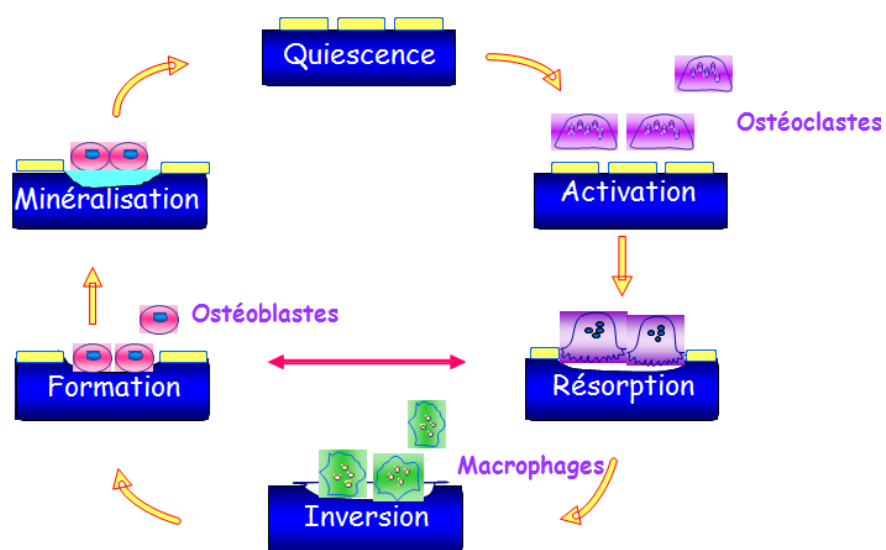 Quiescence
Ostéoclastes
Activation
Minéralisation
Ostéoblastes
Formation
Résorption
Macrophages
Inversion